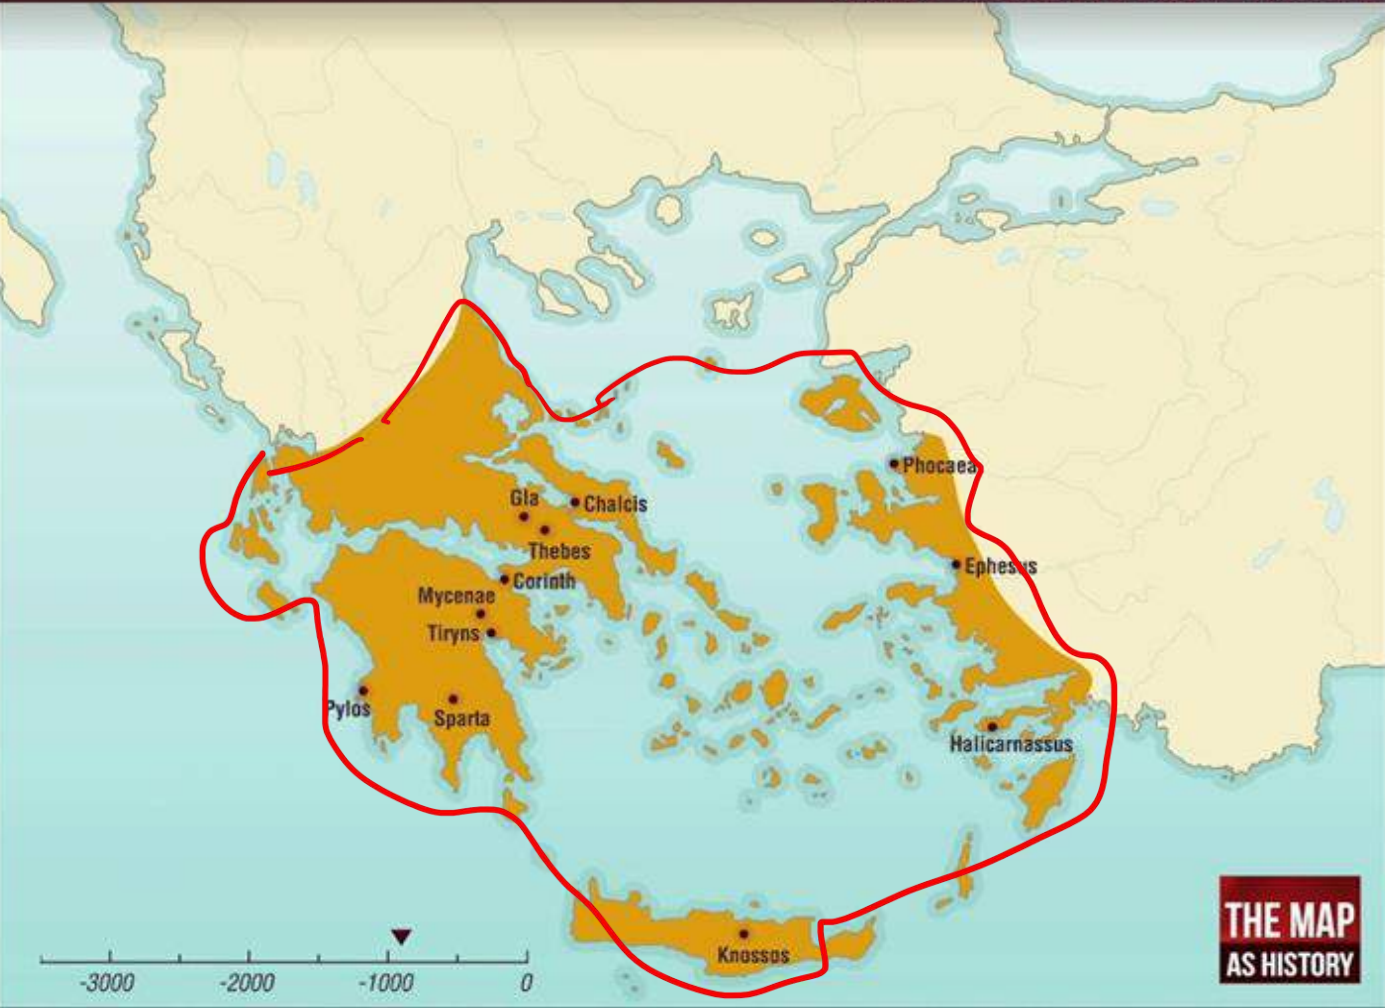 Phocaea
Gla
Chalcis
Thebes
Ephesus
Corinth
Mycenae
Tiryns
Pylos
Sparta
Halicarnassus
Knossos
-3000 -2000 -1000 0
THE MAP
AS HISTORY